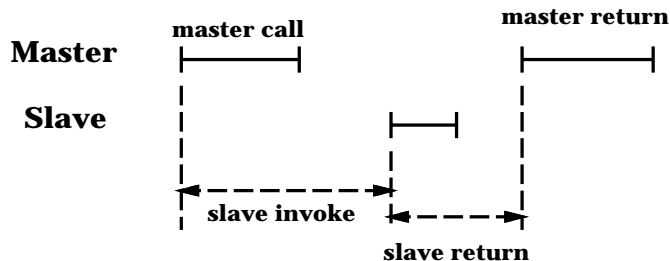 master call
master return
Master
Slave
slave invoke
slave return